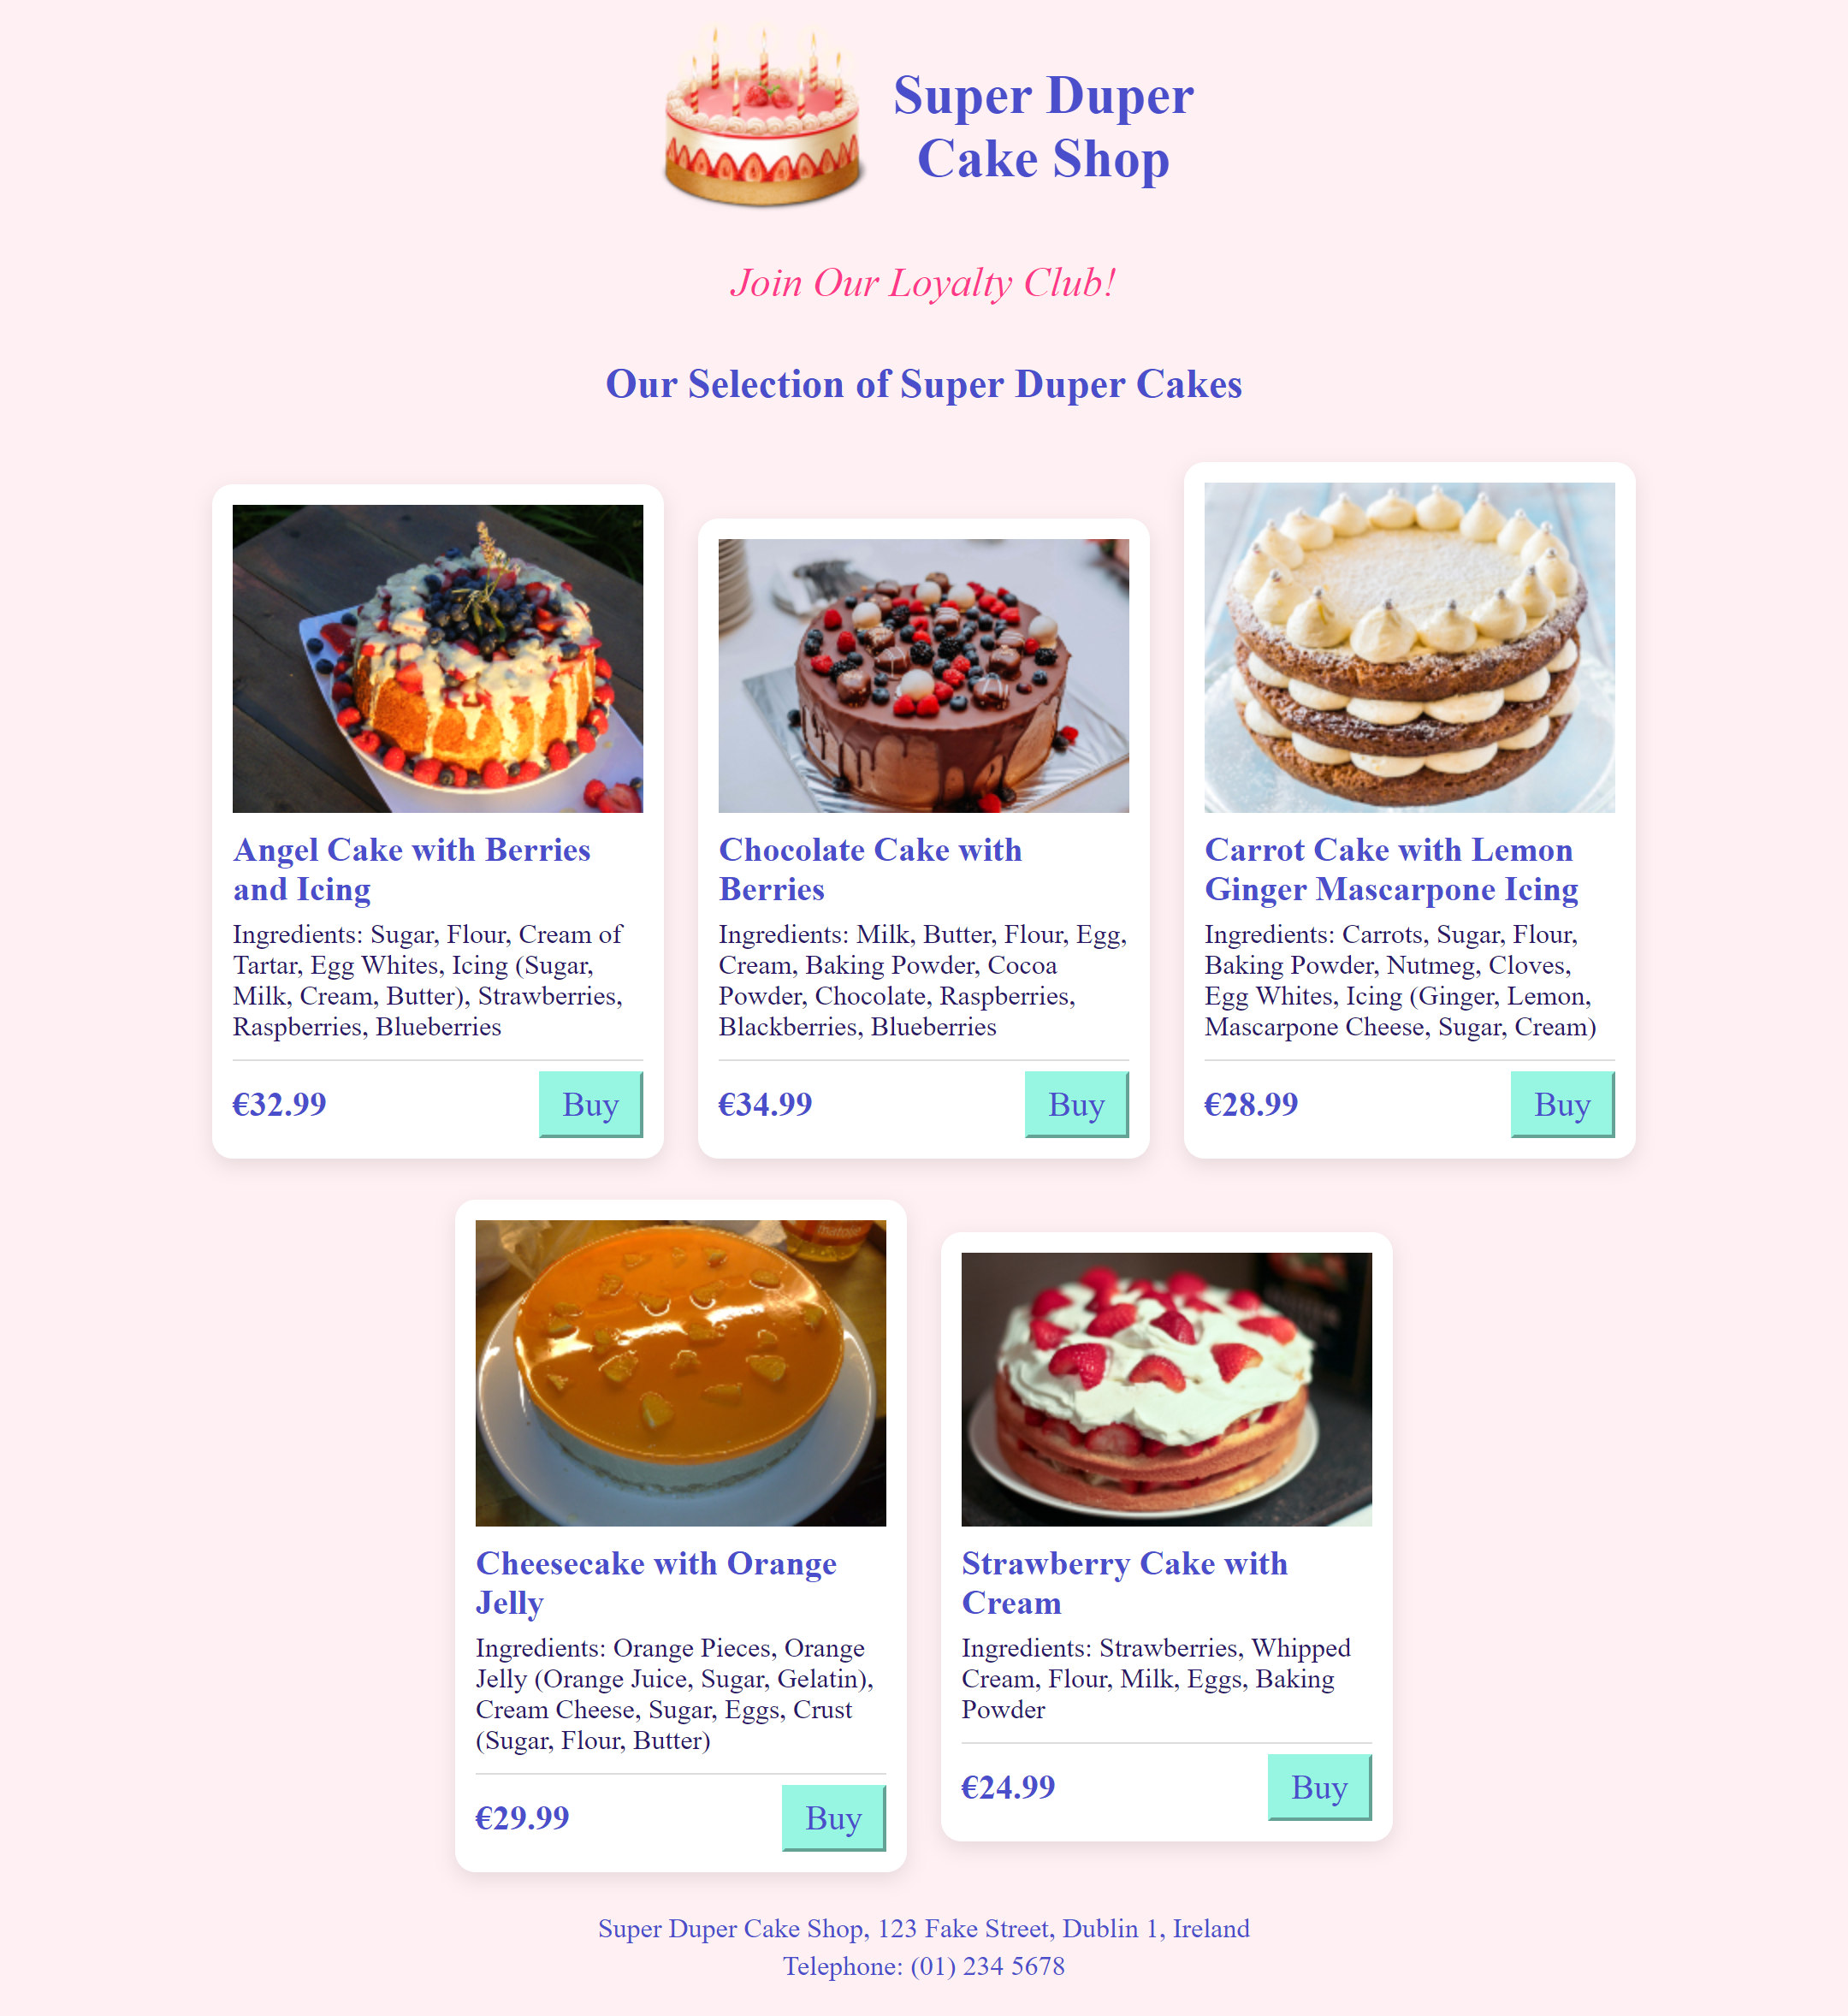 Super Duper
Cake Shop
Join Our Loyalty Club!
Our Selection of Super Duper Cakes
Angel Cake with Berries
and Icing
Ingredients: Sugar, Flour, Cream of
Tartar, Egg Whites, Icing (Sugar,
Milk, Cream, Butter), Strawberries,
Raspberries, Blueberries
€32.99
Buy
Chocolate Cake with
Berries
Ingredients: Milk, Butter, Flour, Egg,
Cream, Baking Powder, Cocoa
Powder, Chocolate, Raspberries,
Blackberries, Blueberries
€34.99
Buy
Carrot Cake with Lemon
Ginger Mascarpone Icing
Ingredients: Carrots, Sugar, Flour,
Baking Powder, Nutmeg, Cloves,
Egg Whites, Icing (Ginger, Lemon,
Mascarpone Cheese, Sugar, Cream)
€28.99
Buy
Cheesecake with Orange
Jelly
Ingredients: Orange Pieces, Orange
Jelly (Orange Juice, Sugar, Gelatin),
Cream Cheese, Sugar, Eggs, Crust
(Sugar, Flour, Butter)
€29.99
Buy
Strawberry Cake with
Cream
Ingredients: Strawberries, Whipped
Cream, Flour, Milk, Eggs, Baking
Powder
€24.99
Buy
Super Duper Cake Shop, 123 Fake Street, Dublin 1, Ireland
Telephone: (01) 234 5678